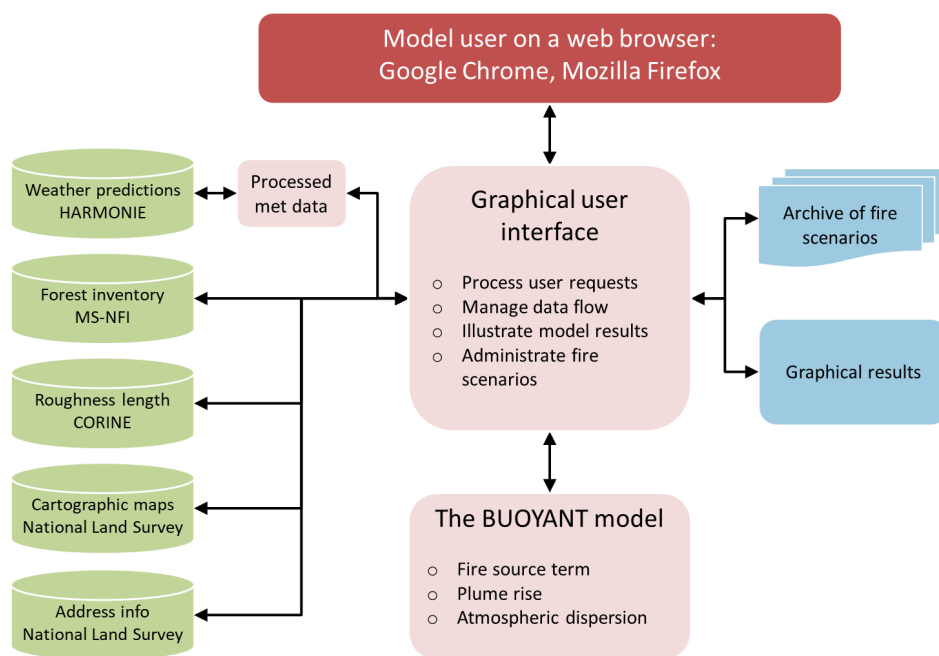 Model user on a web browser:
Google Chrome, Mozilla Firefox
Weather predictions
HARMONIE
Processed
met data
Forest inventory
MS-NFI
Roughness length
CORINE
Cartographic maps
National Land Survey
Address info
National Land Survey
Graphical user
interface
o Process user requests
o Manage data flow
o Illustrate model results
o Administrate fire
scenarios
The BUOYANT model
o Fire source term
o Plume rise
o Atmospheric dispersion
Archive of fire
scenarios
Graphical results